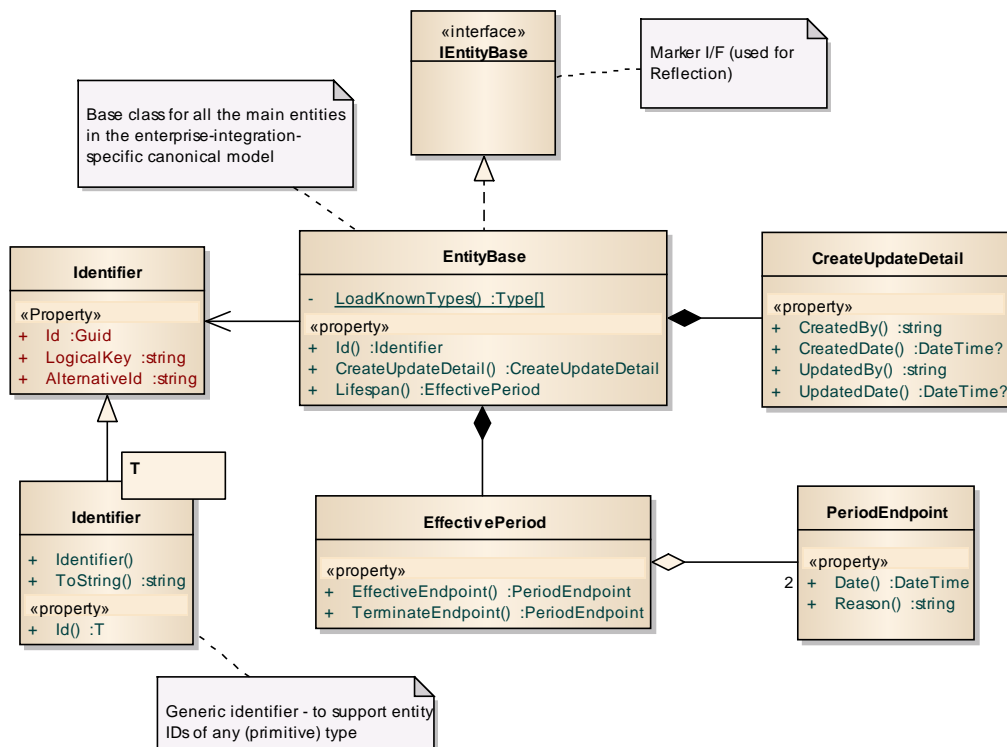 «interface»
IEntityBase
Marker I/F (used for
Reflection)
Base class for all the main entities
in the enterprise-integration-
specific canonical model
Identifier
«Property»
+ Id :Guid
+ LogicalKey :string
+ AlternativeId :string
EntityBase
- LoadKnownTypes() :Type[]
«property»
+ Id() :Identifier
+ CreateUpdateDetail() :CreateUpdateDetail
+ Lifespan() :EffectivePeriod
CreateUpdateDetail
«property»
+ CreatedBy() :string
+ CreatedDate() :DateTime?
+ UpdatedBy() :string
+ UpdatedDate() :DateTime?
T
Identifier
+ Identifier()
+ ToString() :string
«property»
+ Id() :T
EffectivePeriod
«property»
+ EffectiveEndpoint() :PeriodEndpoint
+ TerminateEndpoint() :PeriodEndpoint
2
PeriodEndpoint
«property»
+ Date() :DateTime
+ Reason() :string
Generic identifier - to support entity
IDs of any (primitive) type